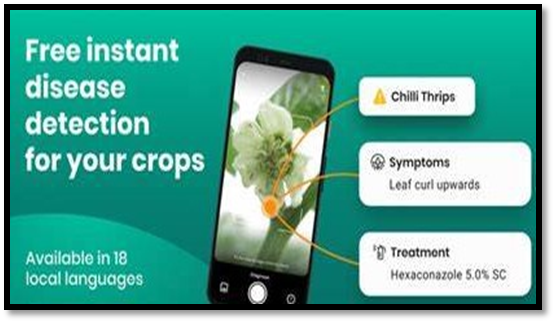 Free instant
disease
detection
for your crops
Available in 18
local languages
Chilli Thrips
Symptoms
Leaf curl upwards
Treatment
Hexaconazole 5.0% SC